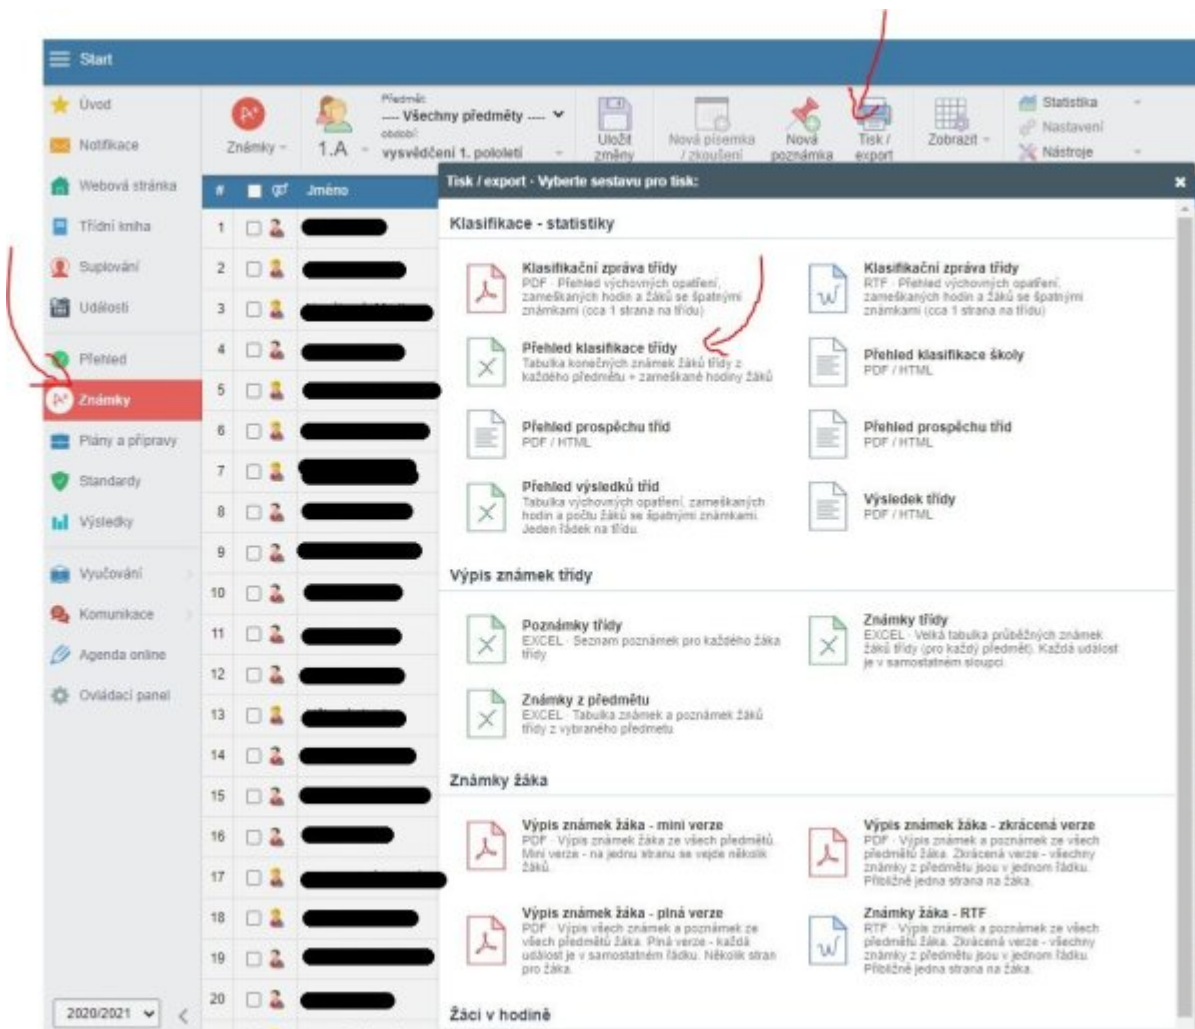 Start
Úvod
Notifikace
Webová stránka
Třídní kniha
Suplování
Události
Přehled
Známky
Plány a přípravy
Standardy
Výsledky
Vyučování
Komunikace
Agenda online
Ovládací panel
2020/2021
Známky
1.A
Předmět:
---- Všechny předměty ----
období:
vysvědčení 1. pololetí
Uložit
změny
Nová písemka
/ zkoušení
Nová
poznámka
Tisk /
export
Zobrazit
Statistika
Nastavení
Nástroje
# Jméno
1
2
3
4
5
6
7
8
9
10
11
12
13
14
15
16
17
18
19
20
Tisk / export - Vyberte sestavu pro tisk:
Klasifikace - statistiky
Klasifikační zpráva třídy
PDF · Přehled výchovných opatření,
zameškaných hodin a žáků se špatnými
známkami (cca 1 strana na třídu)
Klasifikační zpráva třídy
RTF · Přehled výchovných opatření,
zameškaných hodin a žáků se špatnými
známkami (cca 1 strana na třídu)
Přehled klasifikace třídy
Tabulka konečných známek žáků třídy z
každého předmětu + zameškané hodiny žáků
Přehled klasifikace školy
PDF / HTML
Přehled prospěchu tříd
PDF / HTML
Přehled prospěchu tříd
PDF / HTML
Přehled výsledků tříd
Tabulka výchovných opatření, zameškaných
hodin a počtu žáků se špatnými známkami.
Jeden řádek na třídu.
Výsledek třídy
PDF / HTML
Výpis známek třídy
Poznámky třídy
EXCEL · Seznam poznámek pro každého žáka
třídy
Známky třídy
EXCEL · Velká tabulka průběžných známek
žáků třídy (pro každý předmět). Každá událost
je v samostatném sloupci.
Známky z předmětu
EXCEL · Tabulka známek a poznámek žáků
třídy z vybraného předmetu
Známky žáka
Výpis známek žáka - mini verze
PDF · Výpis známek žáka ze všech předmětů.
Mini verze - na jednu stranu se vejde několik
žáků.
Výpis známek žáka - zkrácená verze
PDF · Výpis známek a poznámek ze všech
předmětů žáka. Zkrácená verze - všechny
známky z předmětu jsou v jednom řádku.
Přibližně jedna strana na žáka.
Výpis známek žáka - plná verze
PDF · Výpis všech známek a poznámek ze
všech předmětů žáka. Plná verze - každá
událost je v samostatném řádku. Několik stran
pro žáka.
Známky žáka - RTF
RTF · Výpis známek a poznámek ze všech
předmětů žáka. Zkrácená verze - všechny
známky z předmětu jsou v jednom řádku.
Přibližně jedna strana na žáka.
Žáci v hodině